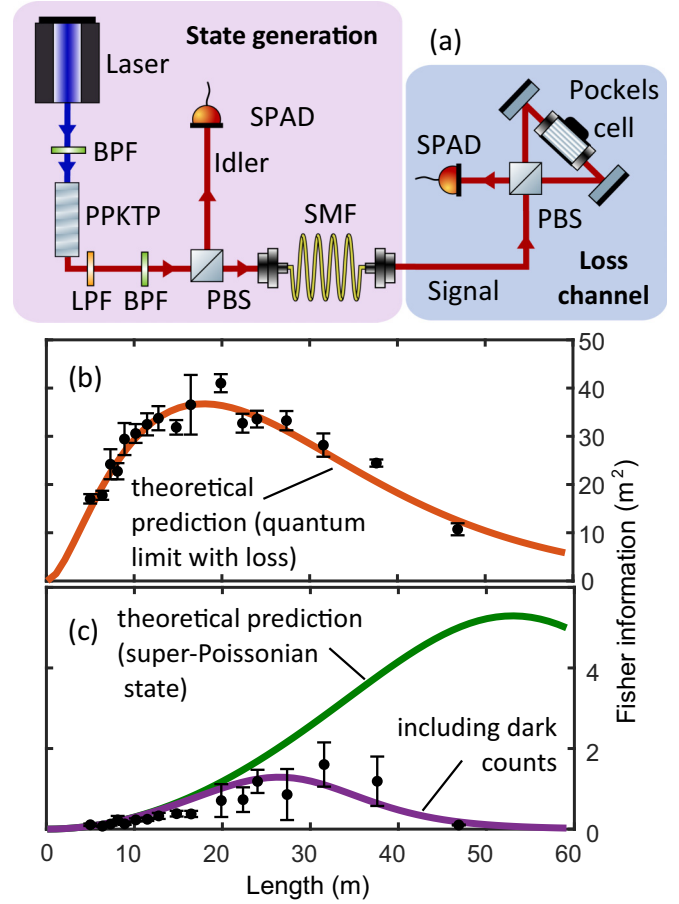 State generation
(a)
Laser
BPF
PPKTP
LPF
BPF
PBS
SPAD
Idler
SMF
Signal
SPAD
Pockels
cell
PBS
Loss
channel
(b)
theoretical
prediction (quantum
limit with loss)
50
40
30
20
10
0
(c)
theoretical prediction
(super-Poissonian
state)
including dark
counts
4
2
0
Fisher information (m²)
0 10 20 30 40 50 60
Length (m)